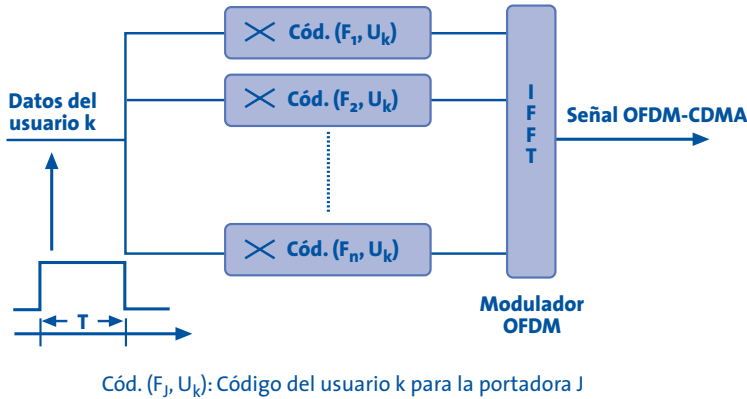 Cód. (F₁, Uₖ)
Datos del
usuario k
Cód. (F₂, Uₖ)
I
F
F
T
Señal OFDM-CDMA
Cód. (Fₙ, Uₖ)
T
Modulador
OFDM
Cód. (F_J, Uₖ): Código del usuario k para la portadora J